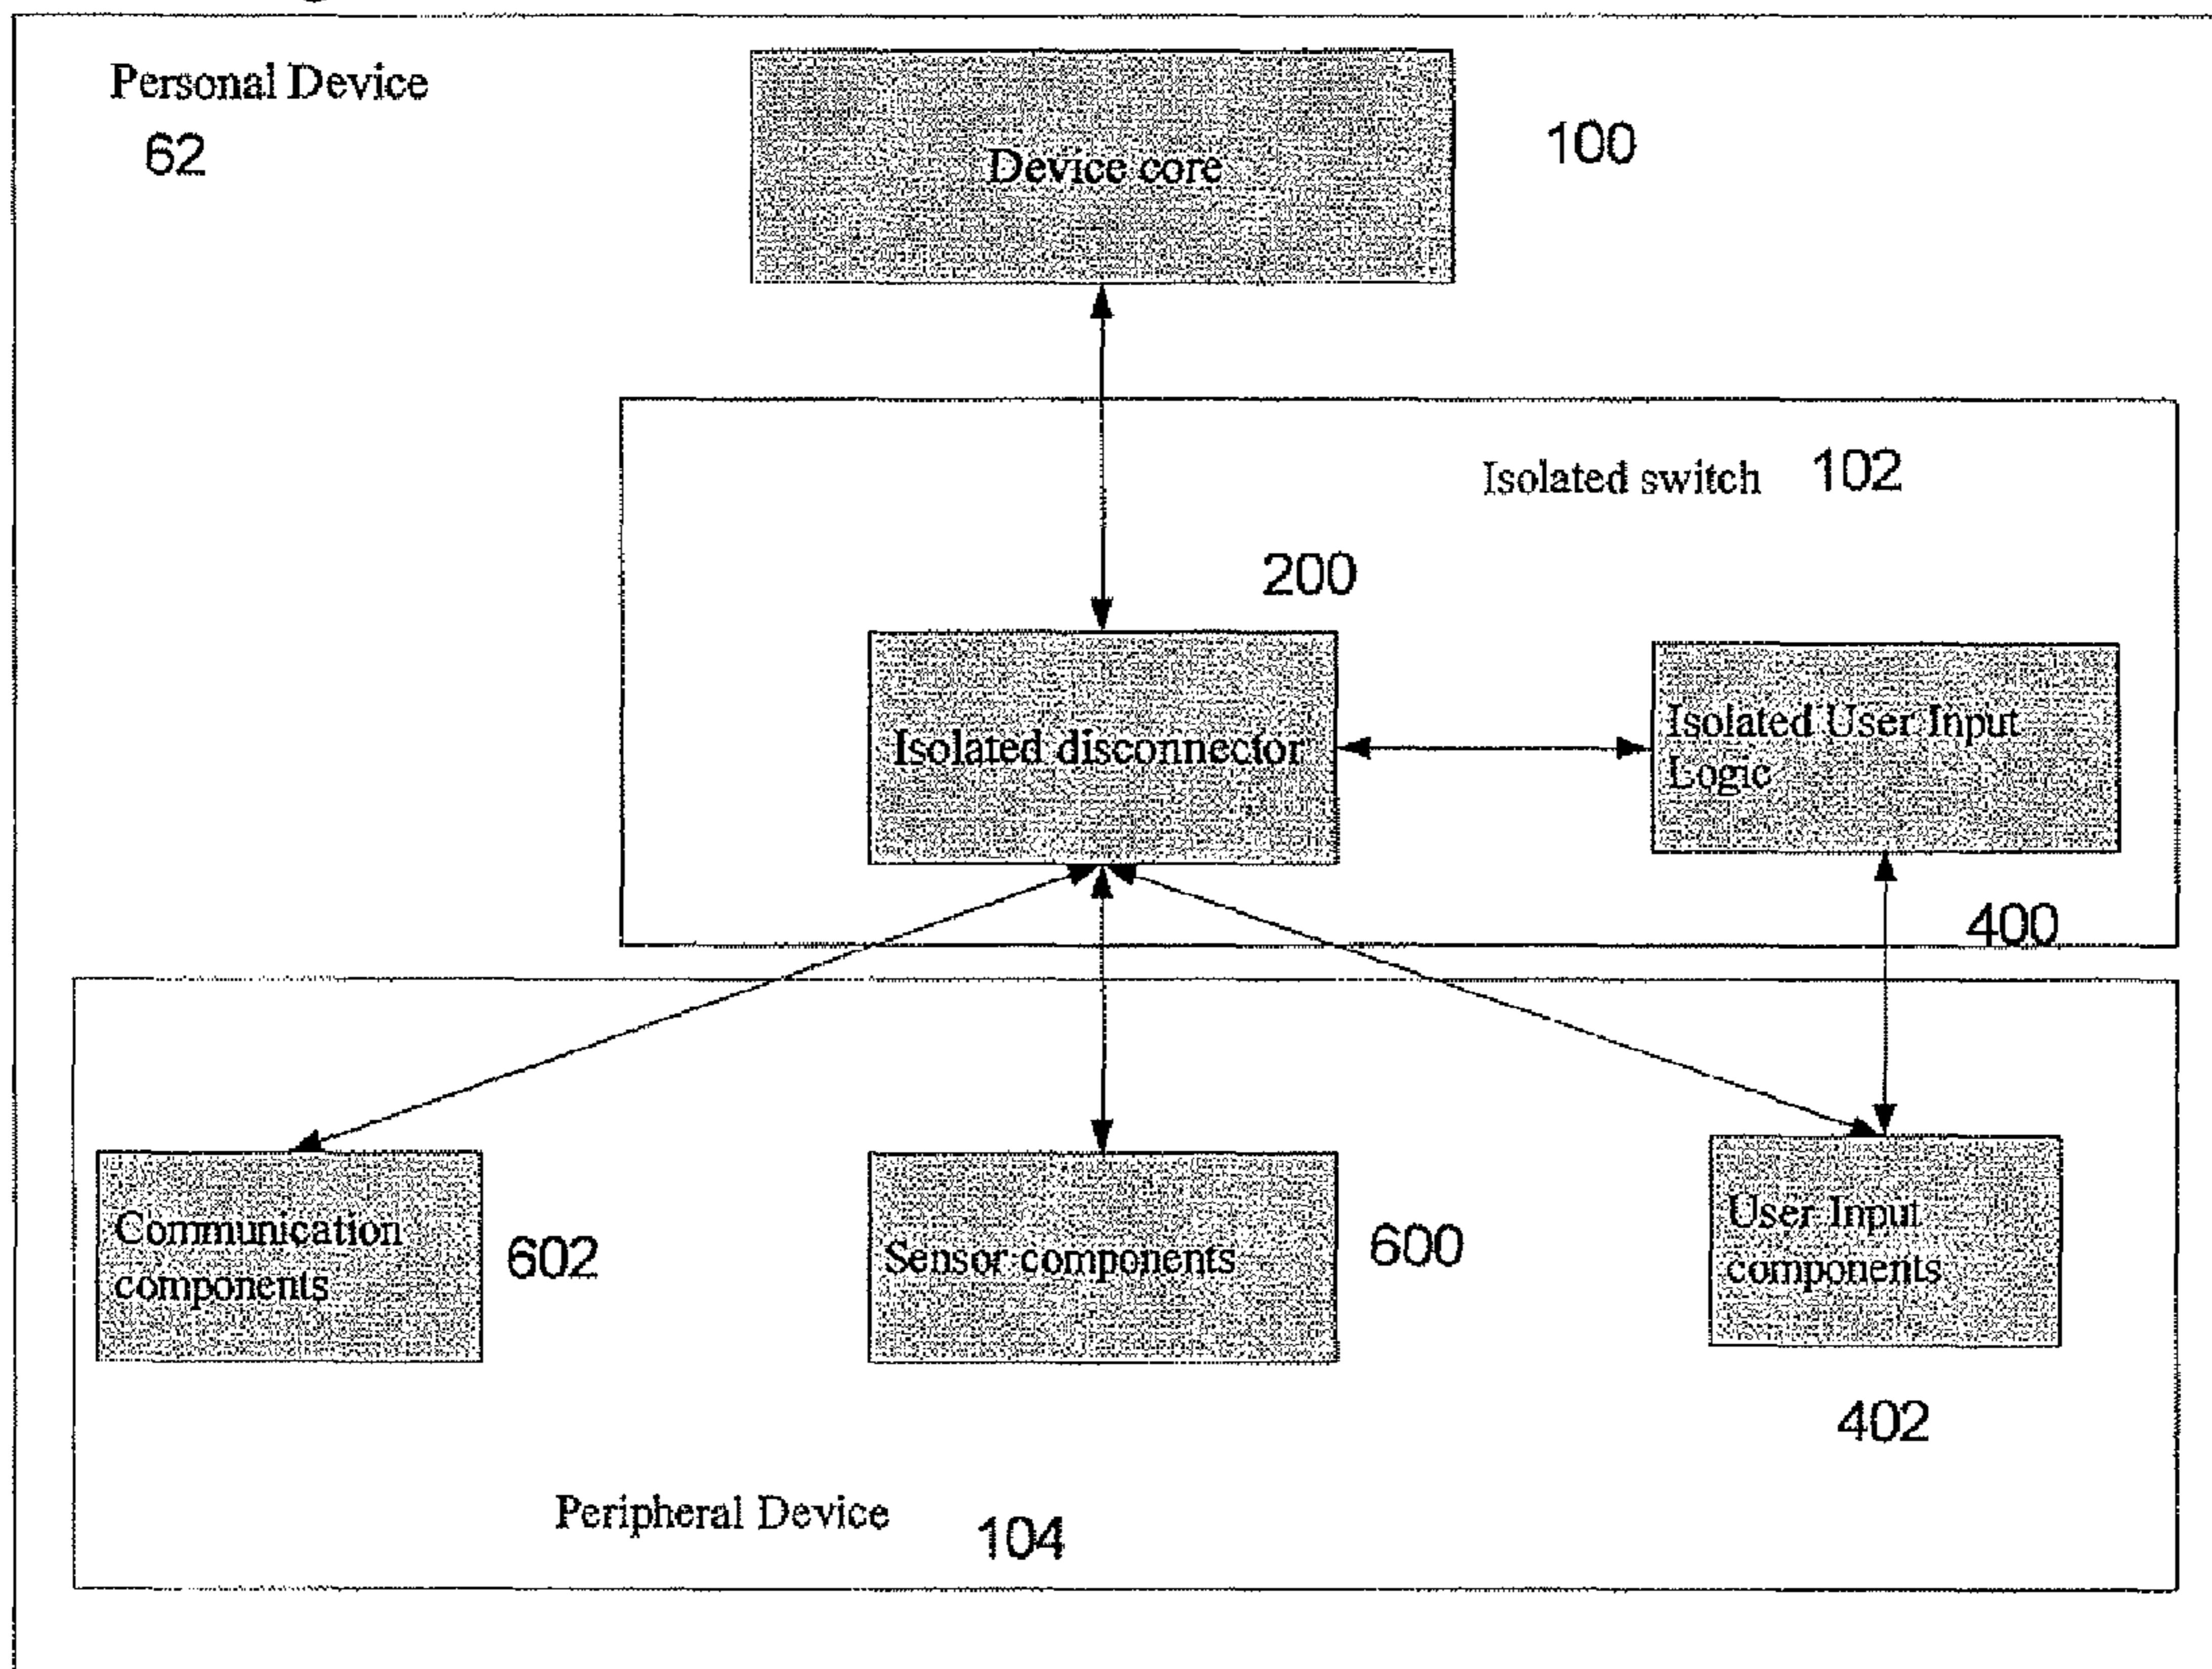 Personal Device
62
Device core
100
Isolated switch 102
200
Isolated disconnector
Isolated User Input
Logic
400
Communication
components
602
Sensor components
600
User Input
components
402
Peripheral Device
104